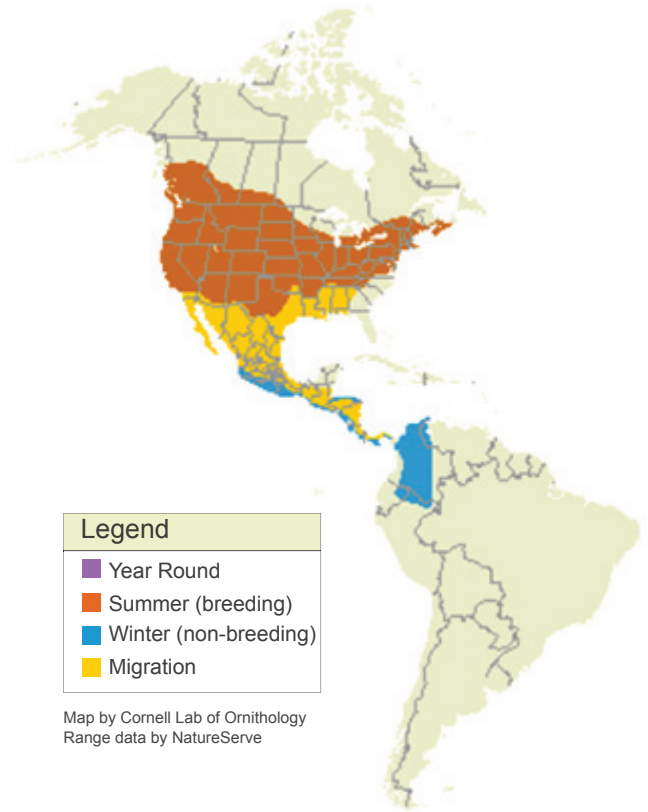 Legend
Year Round
Summer (breeding)
Winter (non-breeding)
Migration
Map by Cornell Lab of Ornithology
Range data by NatureServe